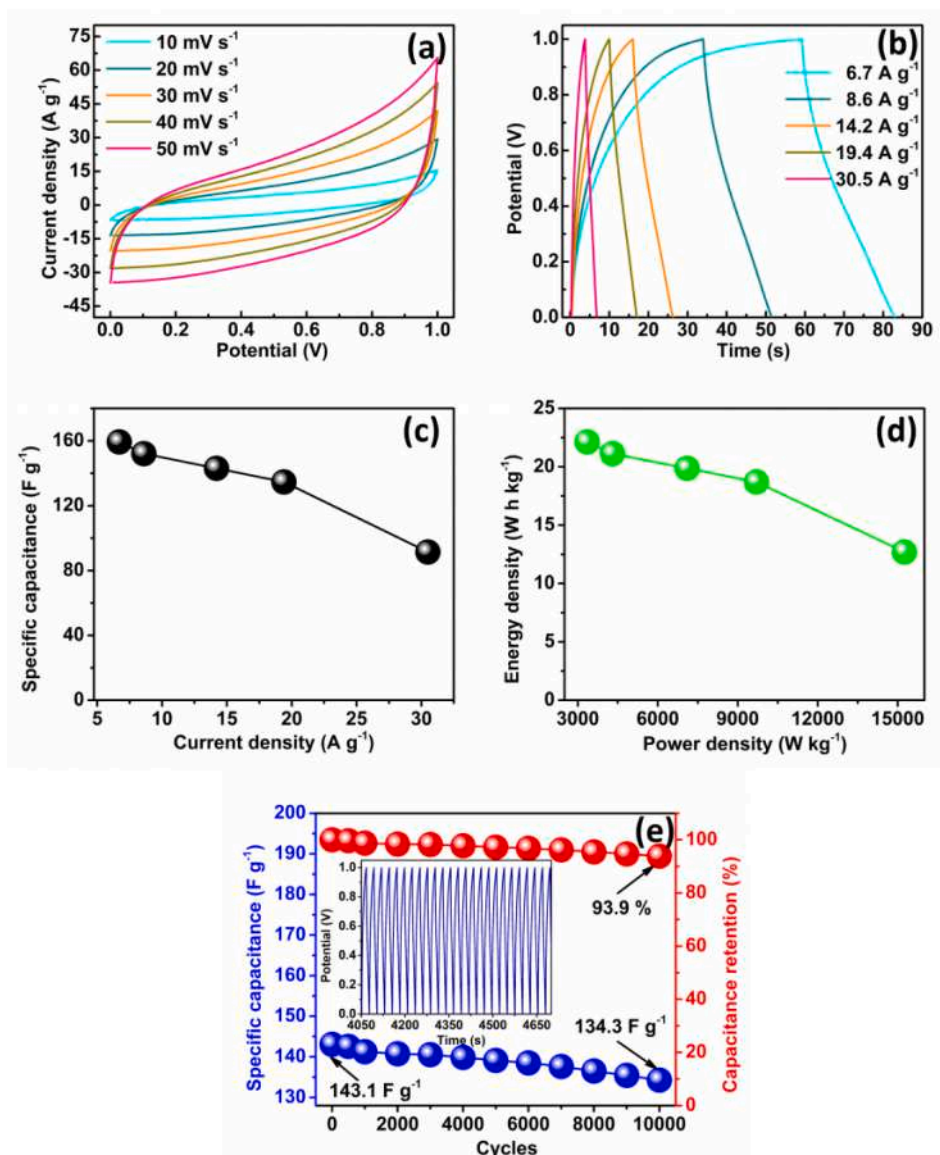 (a)
10 mV s-1
20 mV s-1
30 mV s-1
40 mV s-1
50 mV s-1
75
60
45
30
15
0
-15
-30
-45
Current density (A g-1)
0.0 0.2 0.4 0.6 0.8 1.0
Potential (V)
(b)
6.7 A g-1
8.6 A g-1
14.2 A g-1
19.4 A g-1
30.5 A g-1
1.0
0.8
0.6
0.4
0.2
0.0
Potential (V)
0 10 20 30 40 50 60 70 80 90
Time (s)
(c)
160
120
80
40
0
Specific capacitance (F g-1)
5 10 15 20 25 30
Current density (A g-1)
(d)
25
20
15
10
5
0
Energy density (W h kg-1)
3000 6000 9000 12000 15000
Power density (W kg-1)
(e)
200
190
180
170
160
150
140
130
Specific capacitance (F g-1)
100
80
60
40
20
0
Capacitance retention (%)
93.9 %
134.3 F g-1
143.1 F g-1
1.0
0.8
0.6
0.4
0.2
0.0
Potential (V)
4050 4200 4350 4500 4650
Time (s)
0 2000 4000 6000 8000 10000
Cycles